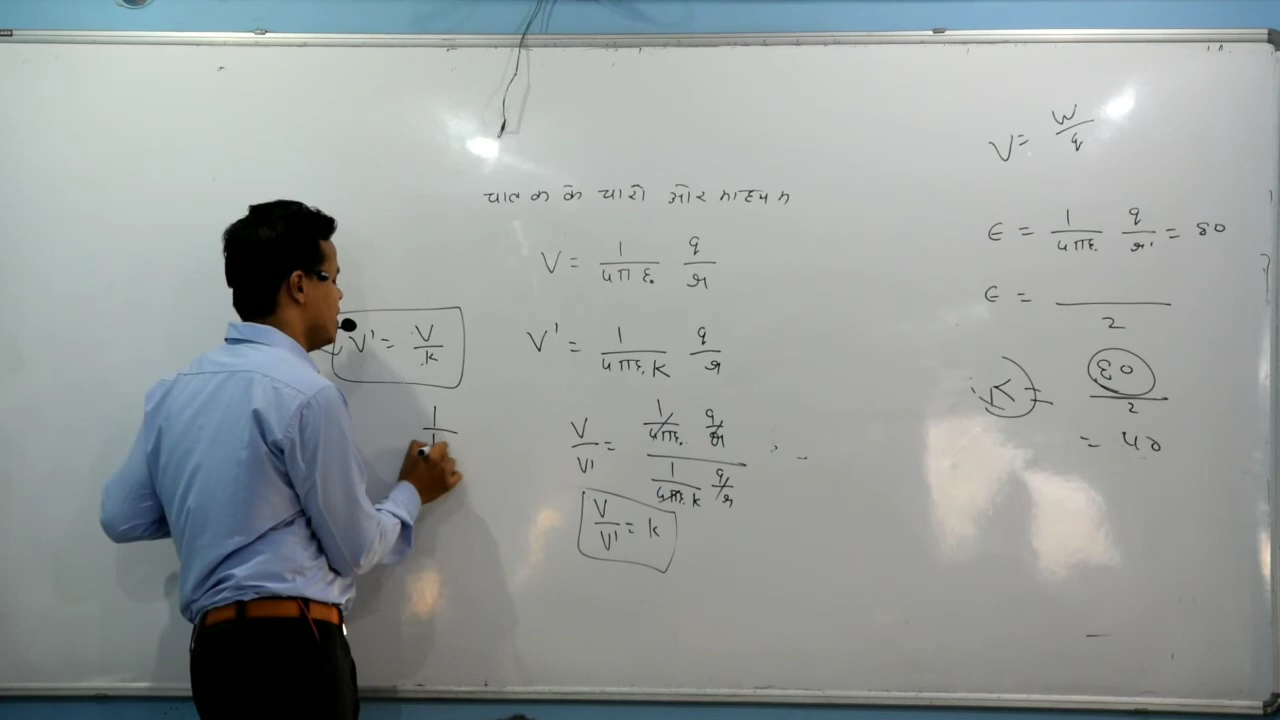 चालक के चारो ओर माध्यम
V = 1/4πε₀ q/r
V' = 1/4πε₀K q/r
V/V' = (1/4πε₀ q/r)/(1/4πε₀K q/r)
V/V' = k
V' = V/k
1
V = W/q
ϵ = 1/4πε₀ q/r' = 80
ϵ = /2
K = 80/2
= 40